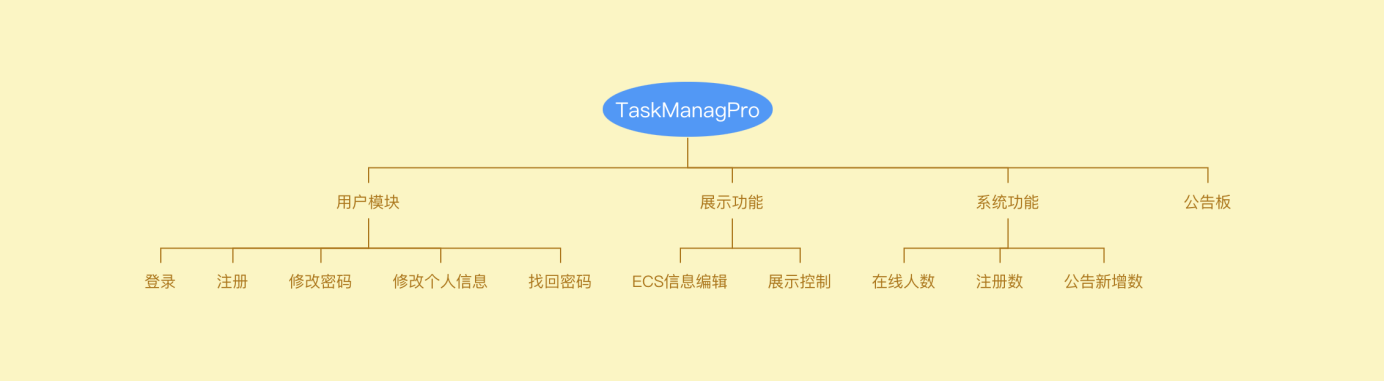 TaskManagPro
用户模块
展示功能
系统功能
公告板
登录
注册
修改密码
修改个人信息
找回密码
ECS信息编辑
展示控制
在线人数
注册数
公告新增数